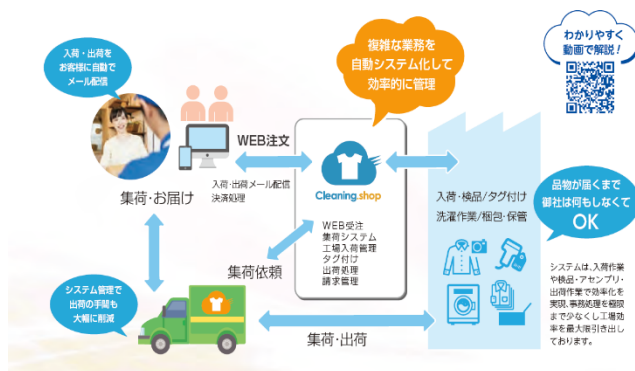 入荷・出荷を
お客様に自動で
メール配信
複雑な業務を
自動システム化して
効率的に管理
わかりやすく
動画で解説!
WEB注文
入荷・出荷メール配信
決済処理
集荷・お届け
Cleaning.shop
WEB受注
集荷システム
工場入荷管理
タグ付け
出荷処理
請求管理
入荷・検品/タグ付け
洗濯作業/梱包・保管
品物が届くまで
御社は何もしなくて
OK
システム管理で
出荷の手間も
大幅に削減
集荷依頼
集荷・出荷
システムは、入荷作業
や検品・アセンブリ・
出荷作業で効率化を
実現、事務処理を極限
まで少なくし工場効
率を最大限引き出し
ております。